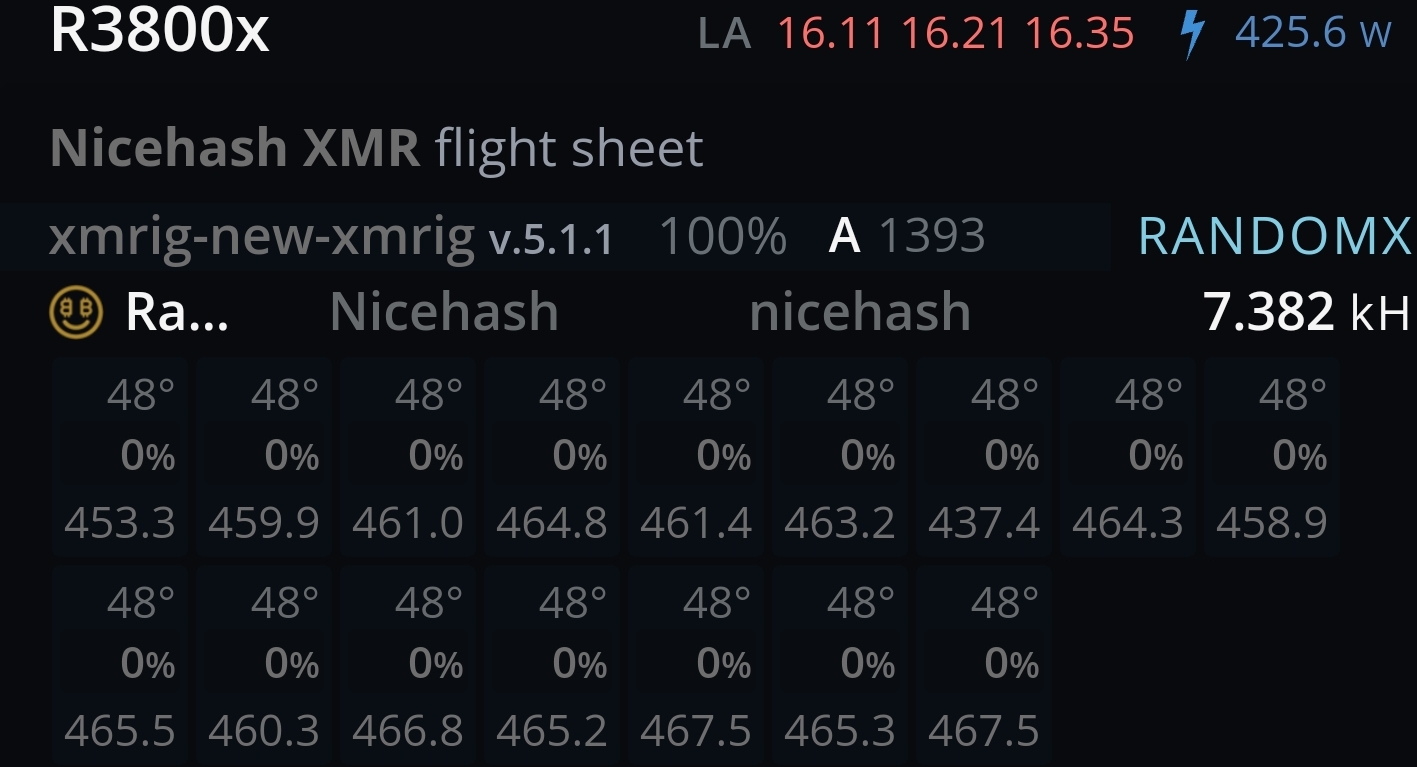 R3800x LA 16.11 16.21 16.35 425.6 W
Nicehash XMR flight sheet
xmrig-new-xmrig v.5.1.1 100% A 1393 RANDOMX
Ra... Nicehash nicehash 7.382 kH
48° 48° 48° 48° 48° 48° 48° 48° 48°
0% 0% 0% 0% 0% 0% 0% 0% 0%
453.3 459.9 461.0 464.8 461.4 463.2 437.4 464.3 458.9
48° 48° 48° 48° 48° 48° 48°
0% 0% 0% 0% 0% 0% 0%
465.5 460.3 466.8 465.2 467.5 465.3 467.5